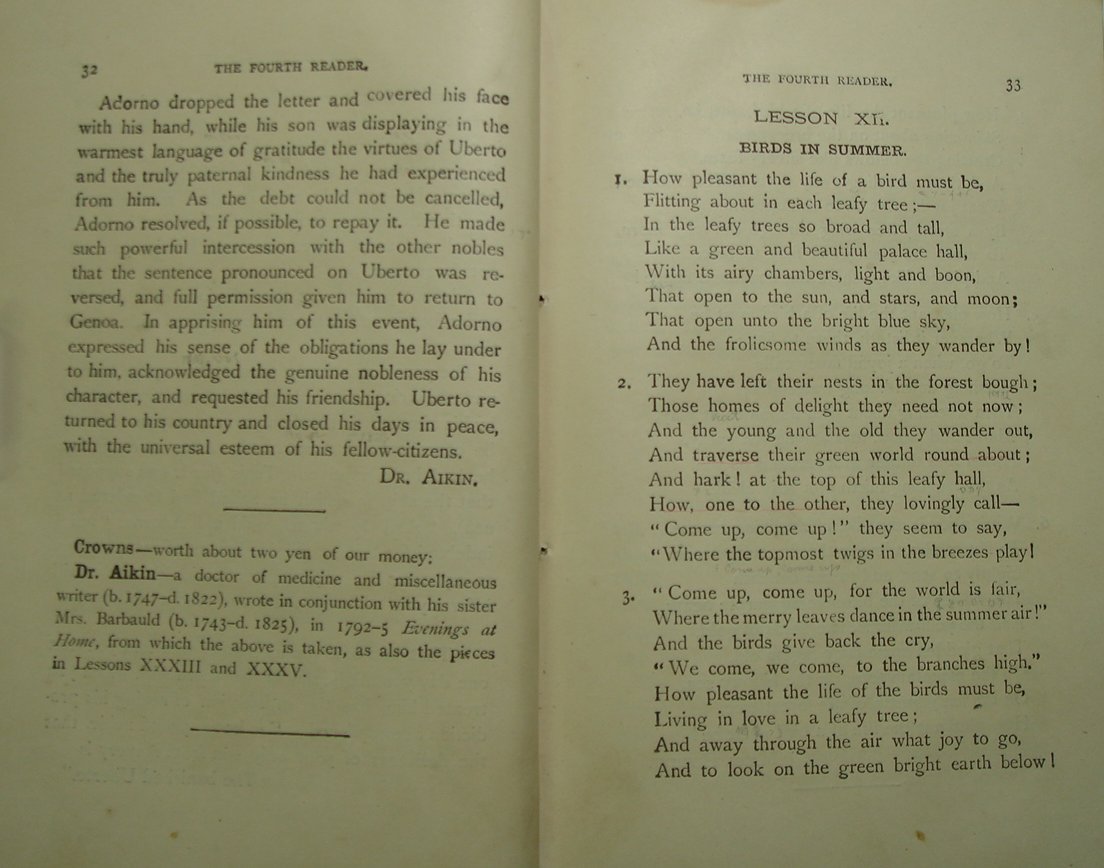 32
THE FOURTH READER.
Adorno dropped the letter and covered his face
with his hand, while his son was displaying in the
warmest language of gratitude the virtues of Uberto
and the truly paternal kindness he had experienced
from him. As the debt could not be cancelled,
Adorno resolved, if possible, to repay it. He made
such powerful intercession with the other nobles
that the sentence pronounced on Uberto was re-
versed, and full permission given him to return to
Genoa. In apprising him of this event, Adorno
expressed his sense of the obligations he lay under
to him, acknowledged the genuine nobleness of his
character, and requested his friendship. Uberto re-
turned to his country and closed his days in peace,
with the universal esteem of his fellow-citizens.
DR. AIKIN.
Crowns—worth about two yen of our money;
Dr. Aikin—a doctor of medicine and miscellaneous
writer (b. 1747–d. 1822), wrote in conjunction with his sister
Mrs. Barbauld (b. 1743–d. 1825), in 1792–5 Evenings at
Home, from which the above is taken, as also the pieces
in Lessons XXXIII and XXXV.
THE FOURTH READER.
33
LESSON XII.
BIRDS IN SUMMER.
1. How pleasant the life of a bird must be,
Flitting about in each leafy tree;—
In the leafy trees so broad and tall,
Like a green and beautiful palace hall,
With its airy chambers, light and boon,
That open to the sun, and stars, and moon;
That open unto the bright blue sky,
And the frolicsome winds as they wander by!
2. They have left their nests in the forest bough;
Those homes of delight they need not now;
And the young and the old they wander out,
And traverse their green world round about;
And hark! at the top of this leafy hall,
How, one to the other, they lovingly call—
"Come up, come up!" they seem to say,
"Where the topmost twigs in the breezes play!
3. "Come up, come up, for the world is fair,
Where the merry leaves dance in the summer air!"
And the birds give back the cry,
"We come, we come, to the branches high."
How pleasant the life of the birds must be,
Living in love in a leafy tree;
And away through the air what joy to go,
And to look on the green bright earth below!